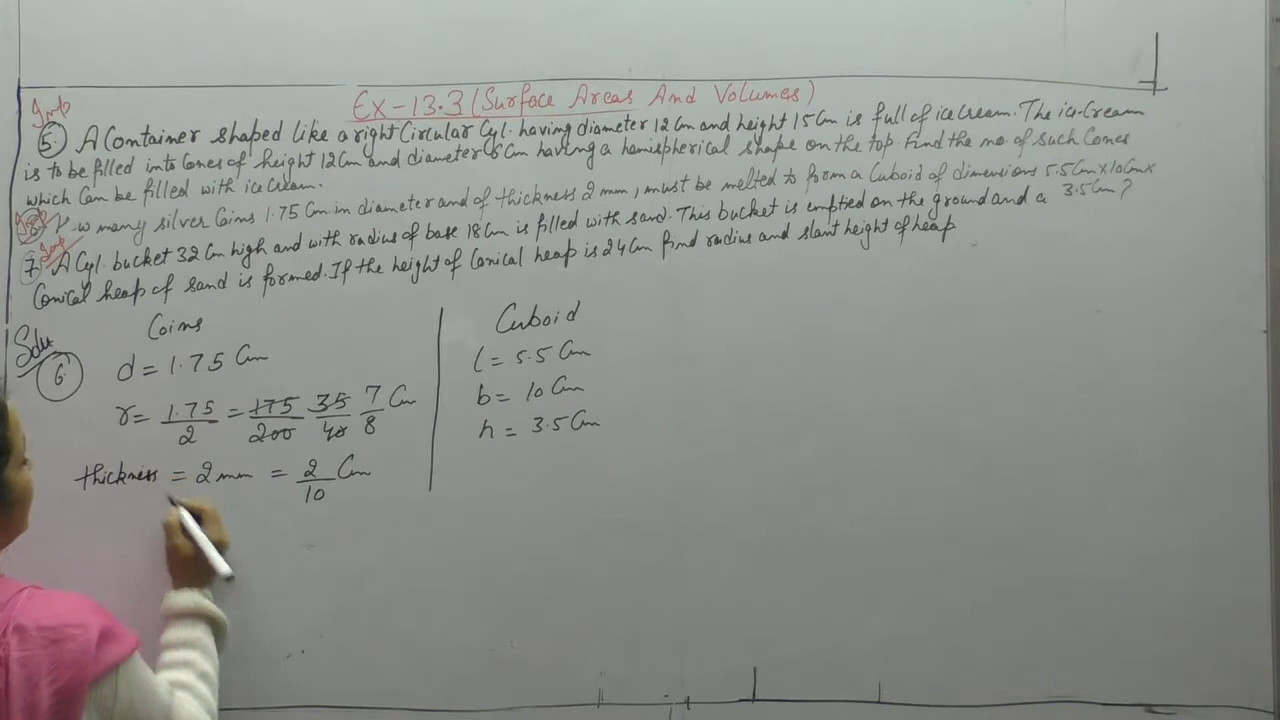 Ex-13.3 (Surface Areas And Volumes)
Imp
5. A Container shaped like a right Circular Cyl. having diameter 12 Cm and height 15 Cm is full of ice cream. The ice-Cream
is to be filled into Cones of height 12 Cm and diameter 6 Cm having a hemispherical shape on the top. Find the no. of such Cones
which Can be filled with ice cream.
w many silver Coins 1.75 Cm in diameter and of thickness 2 mm, must be melted to form a Cuboid of dimensions 5.5 Cm x 10 Cm x
3.5 Cm?
Imp
7. A Cyl. bucket 32 Cm high and with radius of base 18 Cm is filled with sand. This bucket is emptied on the ground and a
Conical heap of sand is formed. If the height of Conical heap is 24 Cm find radius and slant height of heap
Solu
6
Coins
d = 1.75 Cm
r = 1.75/2 = 175/200 35/40 7/8 Cm
thickness = 2 mm = 2/10 Cm
Cuboid
l = 5.5 Cm
b = 10 Cm
h = 3.5 Cm